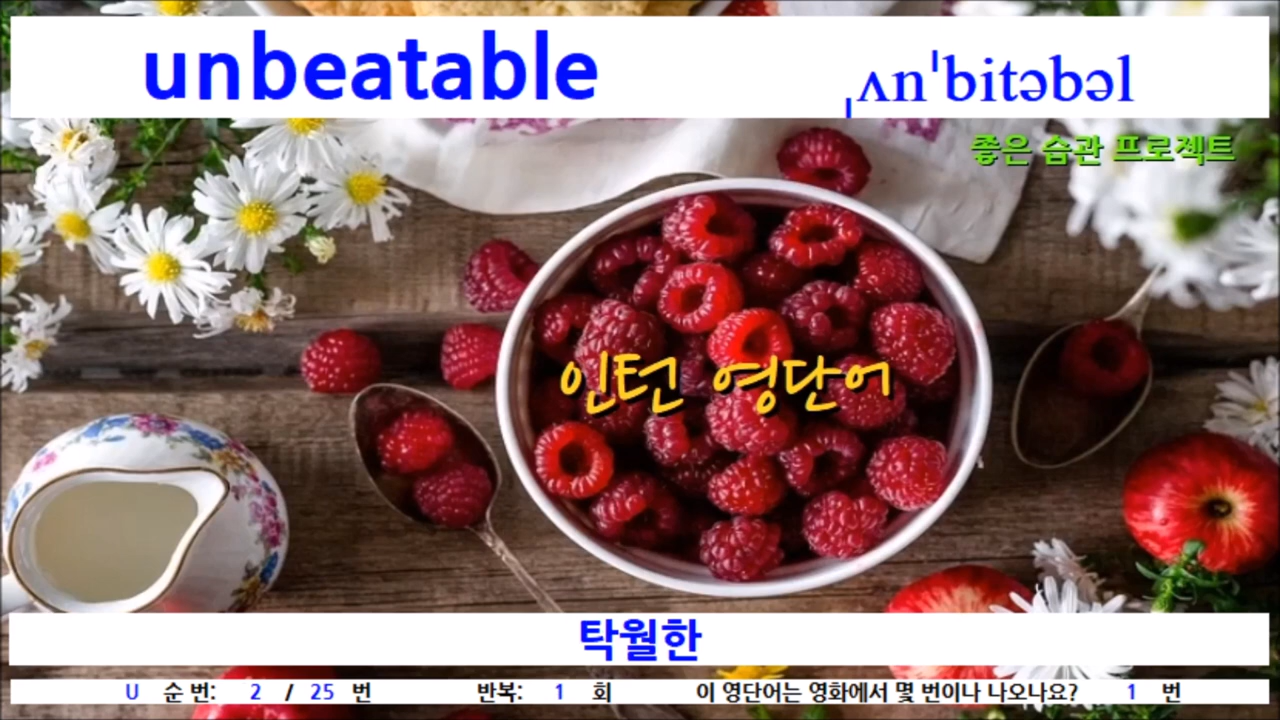 unbeatable
ˌʌnˈbitəbəl
좋은 습관 프로젝트
인턴 영단어
탁월한
U 순 번: 2 / 25 번 반복: 1 회 이 영단어는 영화에서 몇 번이나 나오나요? 1 번